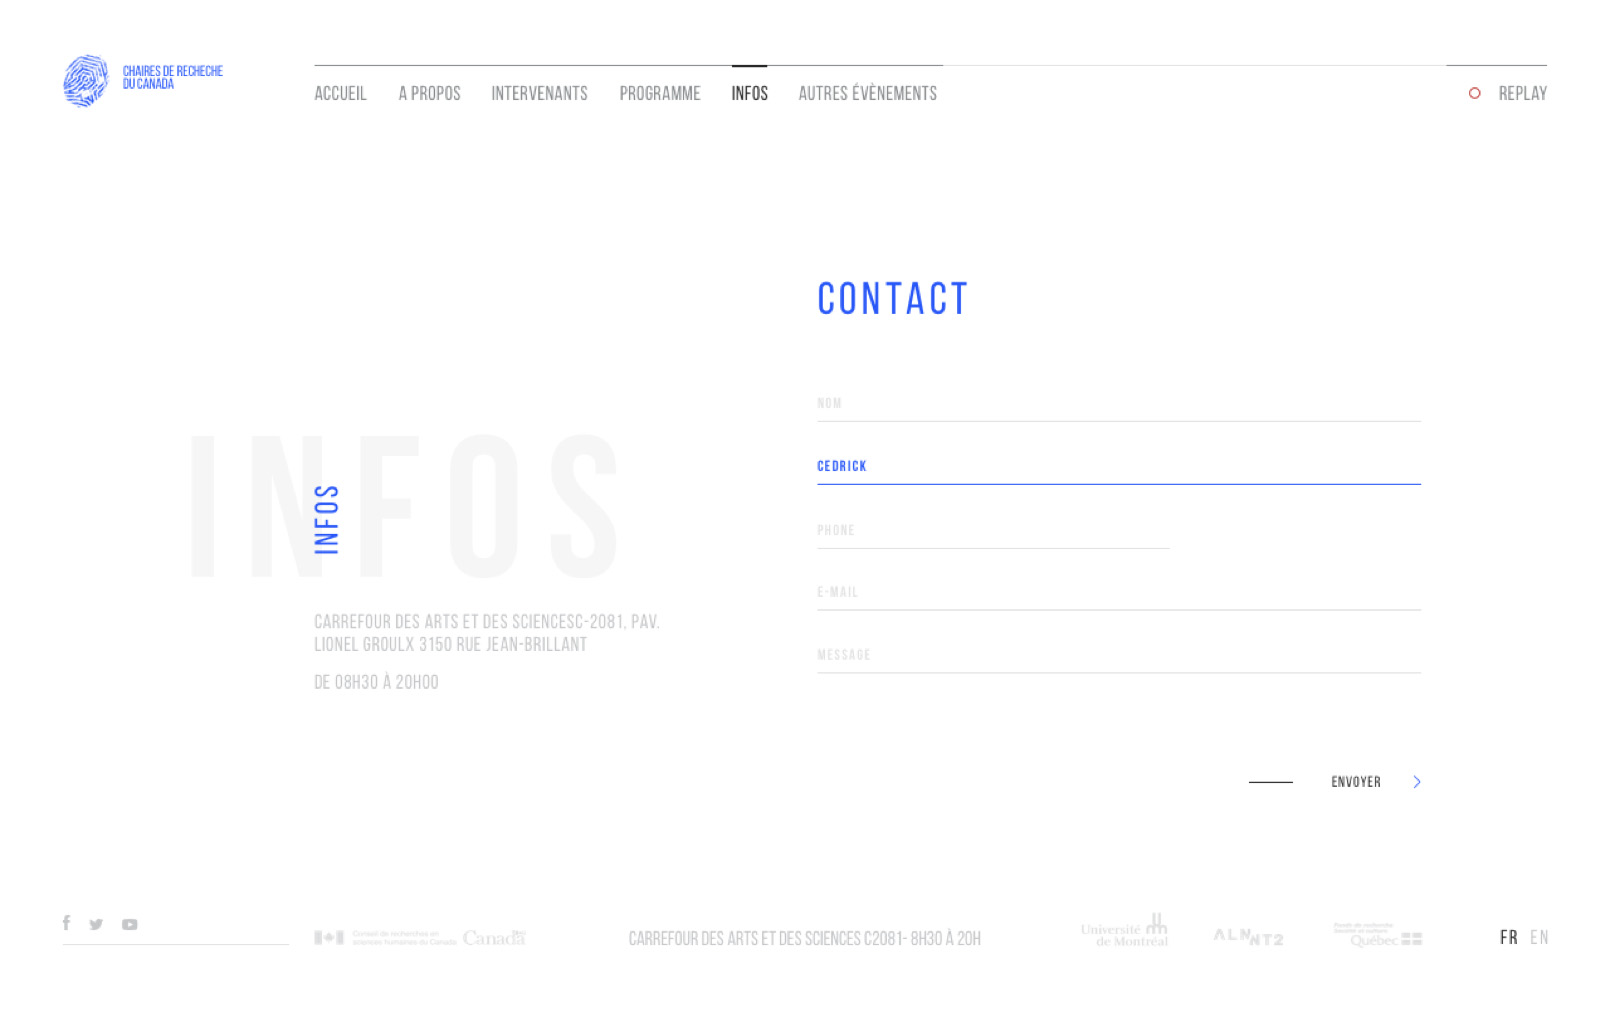 CHAIRES DE RECHECHE
DU CANADA
ACCUEIL A PROPOS INTERVENANTS PROGRAMME INFOS AUTRES ÉVÈNEMENTS REPLAY
CONTACT
NOM
CEDRICK
PHONE
E-MAIL
MESSAGE
ENVOYER
INFOS
INFOS
CARREFOUR DES ARTS ET DES SCIENCESC-2081, PAV.
LIONEL GROULX 3150 RUE JEAN-BRILLANT
DE 08H30 À 20H00
Conseil de recherches en
sciences humaines du Canada
Canada
CARREFOUR DES ARTS ET DES SCIENCES C2081- 8H30 À 20H
Université
de Montréal
ALN
NT2
Fonds de recherche
Société et culture
Québec
FR EN